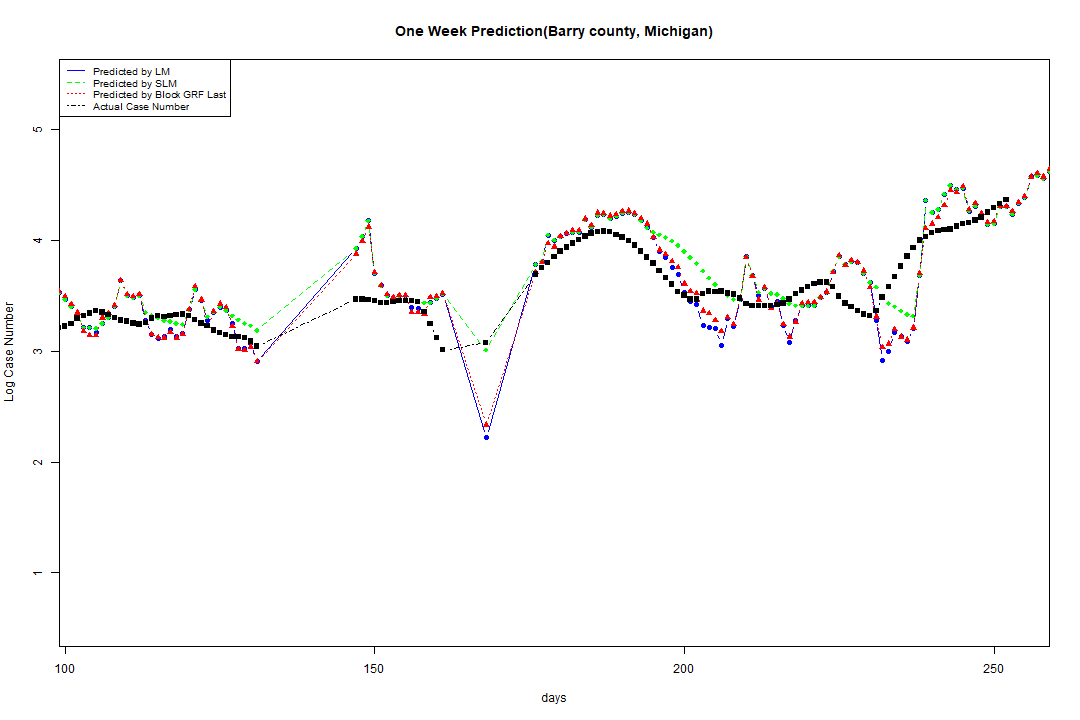 One Week Prediction(Barry county, Michigan)
Predicted by LM
Predicted by SLM
Predicted by Block GRF Last
Actual Case Number
5
4
3
2
1
Log Case Number
100 150 200 250
days